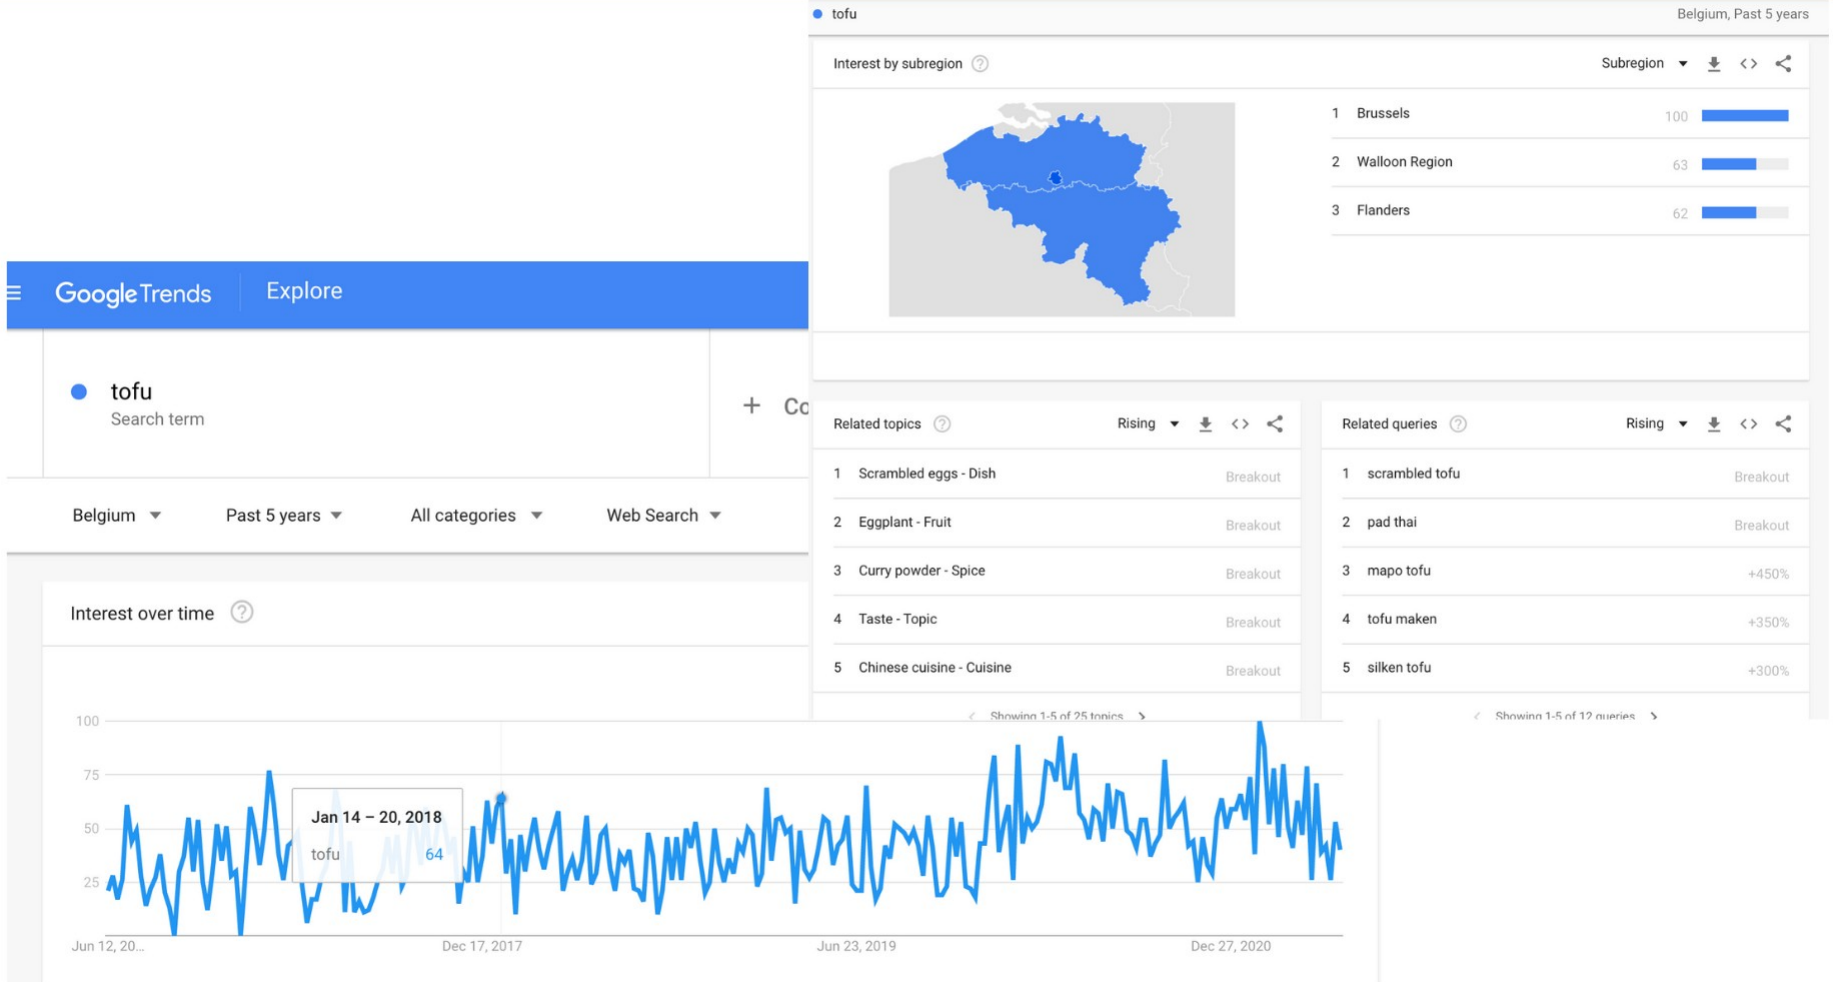 tofu
Belgium, Past 5 years
Interest by subregion
Subregion
1 Brussels 100
2 Walloon Region 63
3 Flanders 62
GoogleTrends Explore
tofu
Search term
+ Co
Belgium Past 5 years All categories Web Search
Related topics Rising
1 Scrambled eggs - Dish Breakout
2 Eggplant - Fruit Breakout
3 Curry powder - Spice Breakout
4 Taste - Topic Breakout
5 Chinese cuisine - Cuisine Breakout
Showing 1-5 of 25 topics
Related queries Rising
1 scrambled tofu Breakout
2 pad thai Breakout
3 mapo tofu +450%
4 tofu maken +350%
5 silken tofu +300%
Showing 1-5 of 12 queries
Interest over time
100
75
50
25
Jan 14 – 20, 2018
tofu 64
Jun 12, 20...
Dec 17, 2017
Jun 23, 2019
Dec 27, 2020